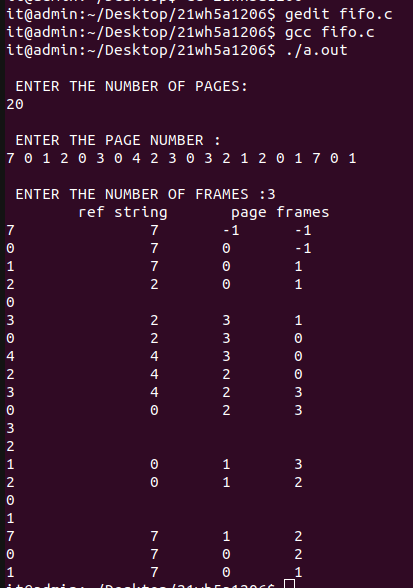 it@admin:~/Desktop/21wh5a1206$ gedit fifo.c
it@admin:~/Desktop/21wh5a1206$ gcc fifo.c
it@admin:~/Desktop/21wh5a1206$ ./a.out
ENTER THE NUMBER OF PAGES:
20
ENTER THE PAGE NUMBER :
7 0 1 2 0 3 0 4 2 3 0 3 2 1 2 0 1 7 0 1
ENTER THE NUMBER OF FRAMES :3
ref string page frames
7 7 -1 -1
0 7 0 -1
1 7 0 1
2 2 0 1
0
3 2 3 1
0 2 3 0
4 4 3 0
2 4 2 0
3 4 2 3
0 0 2 3
3
2
1 0 1 3
2 0 1 2
0
1
7 7 1 2
0 7 0 2
1 7 0 1